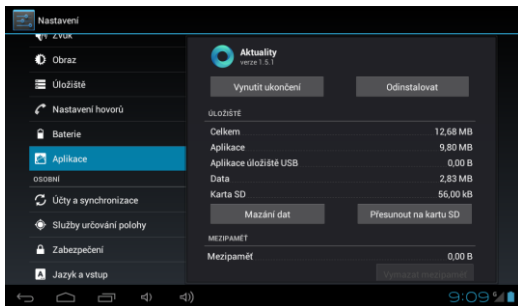 Nastavení
Zvuk
Obraz
Úložiště
Nastavení hovorů
Baterie
Aplikace
OSOBNÍ
Účty a synchronizace
Služby určování polohy
Zabezpečení
Jazyk a vstup
Aktuality
verze 1.5.1
Vynutit ukončení Odinstalovat
ÚLOŽIŠTĚ
Celkem 12,68 MB
Aplikace 9,80 MB
Aplikace úložiště USB 0,00 B
Data 2,83 MB
Karta SD 56,00 kB
Mazání dat Přesunout na kartu SD
MEZIPAMĚŤ
Mezipaměť 0,00 B
Vymazat mezipaměť
9:09